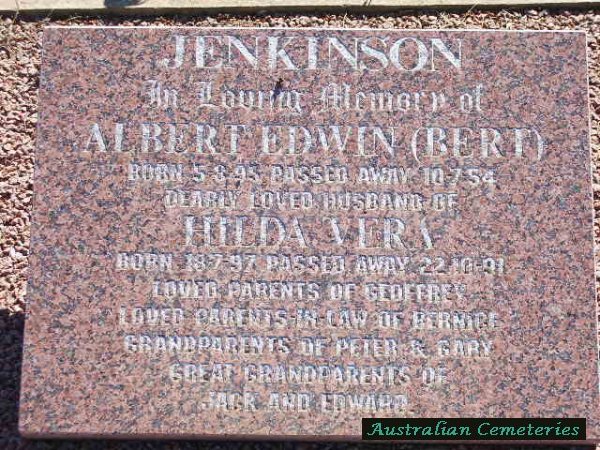 JENKINSON
In Loving Memory of
ALBERT EDWIN (BERT)
BORN 5·8·95 PASSED AWAY 10·7·54
DEARLY LOVED HUSBAND OF
HILDA VERA
BORN 18·7·97 PASSED AWAY 22·10·91
LOVED PARENTS OF GEOFFREY
LOVED PARENTS-IN-LAW OF BERNICE
GRANDPARENTS OF PETER & GARY
GREAT GRANDPARENTS OF
JACK AND EDWARD
Australian Cemeteries